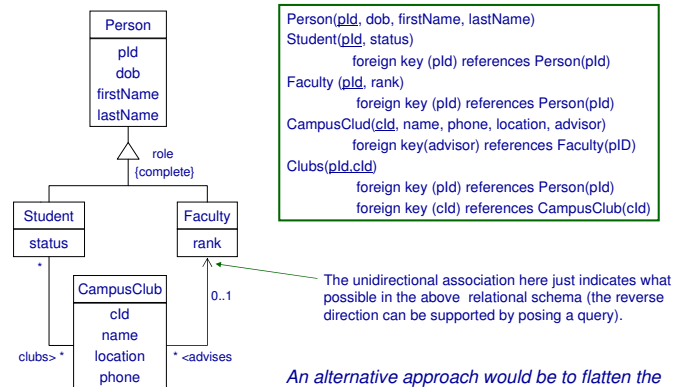 Person
pId
dob
firstName
lastName
role
{complete}
Student
status
Faculty
rank
*
CampusClub
cId
name
location
phone
0..1
clubs> *
* <advises
Person(pId, dob, firstName, lastName)
Student(pId, status)
foreign key (pId) references Person(pId)
Faculty (pId, rank)
foreign key (pId) references Person(pId)
CampusClud(cId, name, phone, location, advisor)
foreign key(advisor) references Faculty(pID)
Clubs(pId,cId)
foreign key (pId) references Person(pId)
foreign key (cId) references CampusClub(cId)
The unidirectional association here just indicates what
possible in the above relational schema (the reverse
direction can be supported by posing a query).
An alternative approach would be to flatten the